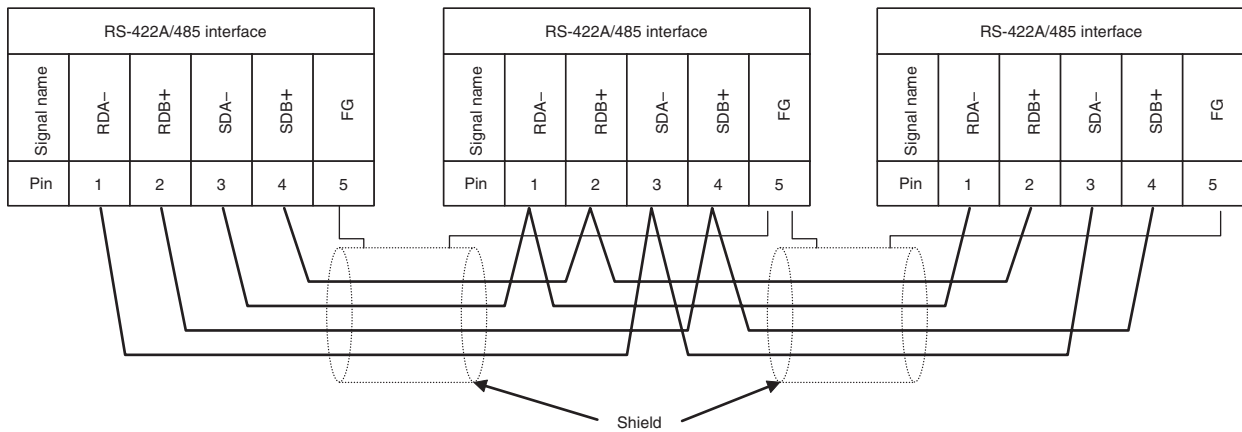 RS-422A/485 interface
Signal name RDA− RDB+ SDA− SDB+ FG
Pin 1 2 3 4 5
RS-422A/485 interface
Signal name RDA− RDB+ SDA− SDB+ FG
Pin 1 2 3 4 5
RS-422A/485 interface
Signal name RDA− RDB+ SDA− SDB+ FG
Pin 1 2 3 4 5
Shield